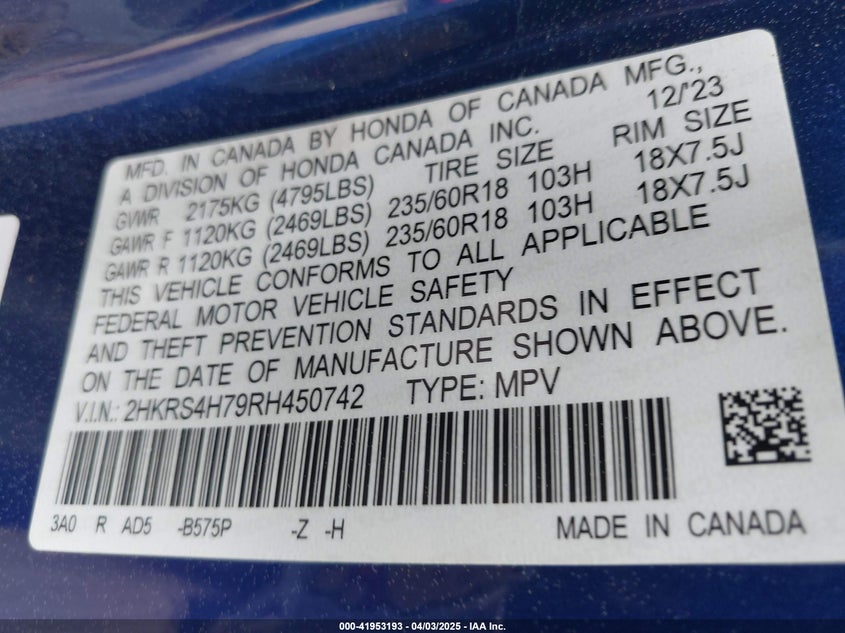 MFD. IN CANADA BY HONDA OF CANADA MFG.,
A DIVISION OF HONDA CANADA INC. 12/'23
GVWR 2175KG (4795LBS) TIRE SIZE RIM SIZE
GAWR F 1120KG (2469LBS) 235/60R18 103H 18X7.5J
GAWR R 1120KG (2469LBS) 235/60R18 103H 18X7.5J
THIS VEHICLE CONFORMS TO ALL APPLICABLE
FEDERAL MOTOR VEHICLE SAFETY
AND THEFT PREVENTION STANDARDS IN EFFECT
ON THE DATE OF MANUFACTURE SHOWN ABOVE.
V.I.N.: 2HKRS4H79RH450742 TYPE: MPV
3A0 R AD5 -B575P -Z -H MADE IN CANADA
000-41953193 - 04/03/2025 - IAA Inc.